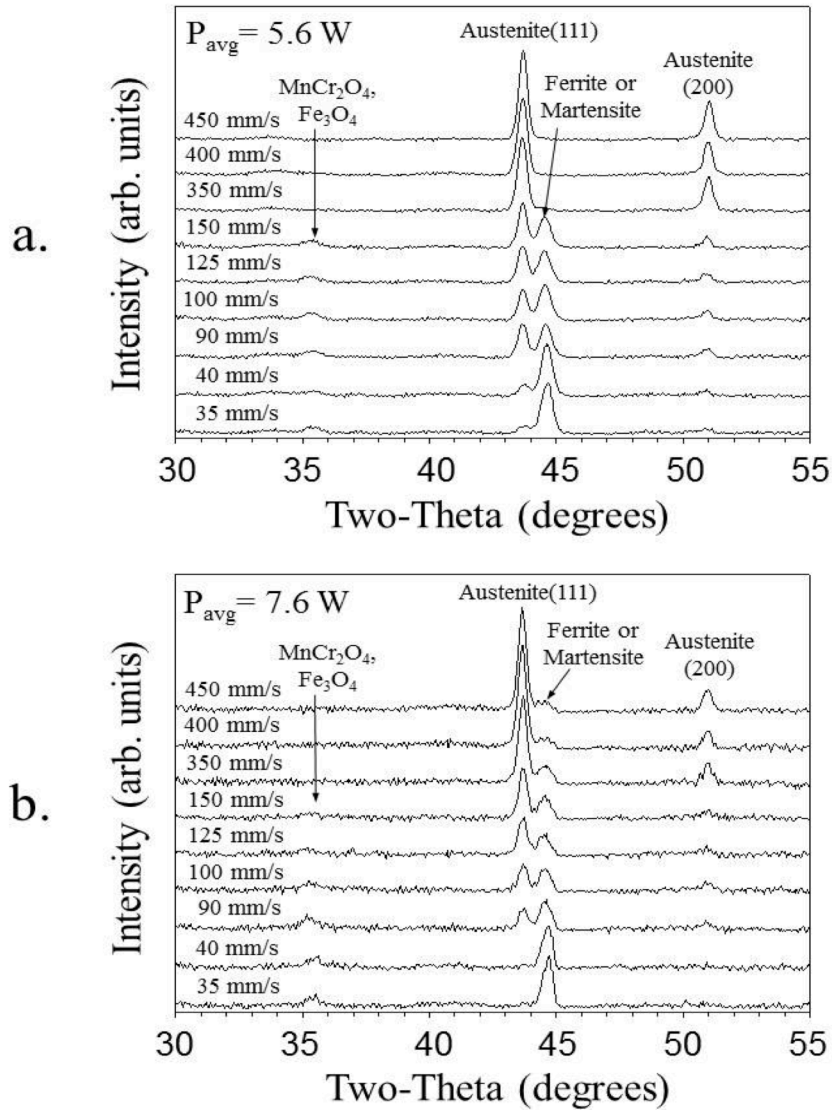 a.
P_avg= 5.6 W
Austenite(111)
MnCr₂O₄,
Fe₃O₄
Ferrite or
Martensite
Austenite
(200)
450 mm/s
400 mm/s
350 mm/s
150 mm/s
125 mm/s
100 mm/s
90 mm/s
40 mm/s
35 mm/s
Intensity (arb. units)
30 35 40 45 50 55
Two-Theta (degrees)
b.
P_avg= 7.6 W
Austenite(111)
MnCr₂O₄,
Fe₃O₄
Ferrite or
Martensite
Austenite
(200)
450 mm/s
400 mm/s
350 mm/s
150 mm/s
125 mm/s
100 mm/s
90 mm/s
40 mm/s
35 mm/s
Intensity (arb. units)
30 35 40 45 50 55
Two-Theta (degrees)